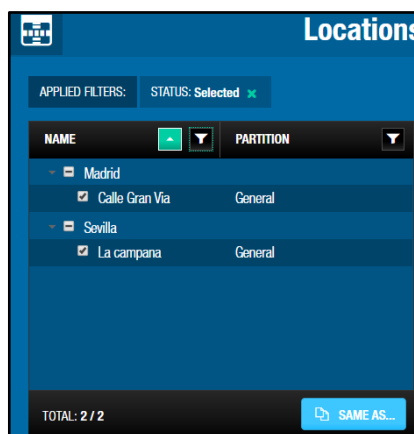 Locations
APPLIED FILTERS: STATUS: Selected ×
NAME PARTITION
Madrid
Calle Gran Via General
Sevilla
La campana General
TOTAL: 2 / 2 SAME AS...